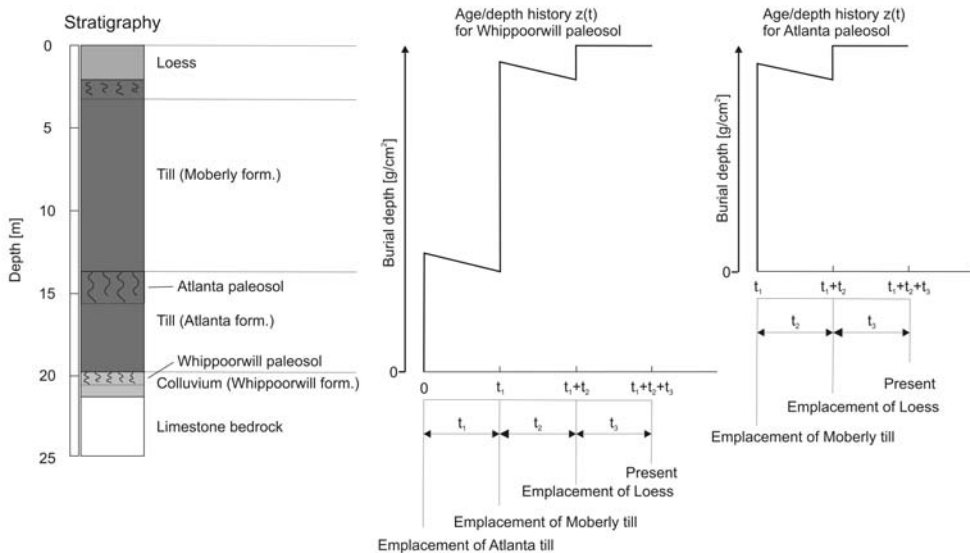 Stratigraphy
0
5
10
15
20
25
Depth [m]
Loess
Till (Moberly form.)
Atlanta paleosol
Till (Atlanta form.)
Whippoorwill paleosol
Colluvium (Whippoorwill form.)
Limestone bedrock
Age/depth history z(t)
for Whippoorwill paleosol
Burial depth [g/cm²]
0
0
t₁
t₁+t₂
t₁+t₂+t₃
t₁
t₂
t₃
Present
Emplacement of Loess
Emplacement of Moberly till
Emplacement of Atlanta till
Age/depth history z(t)
for Atlanta paleosol
Burial depth [g/cm²]
0
t₁
t₁+t₂
t₁+t₂+t₃
t₂
t₃
Present
Emplacement of Loess
Emplacement of Moberly till